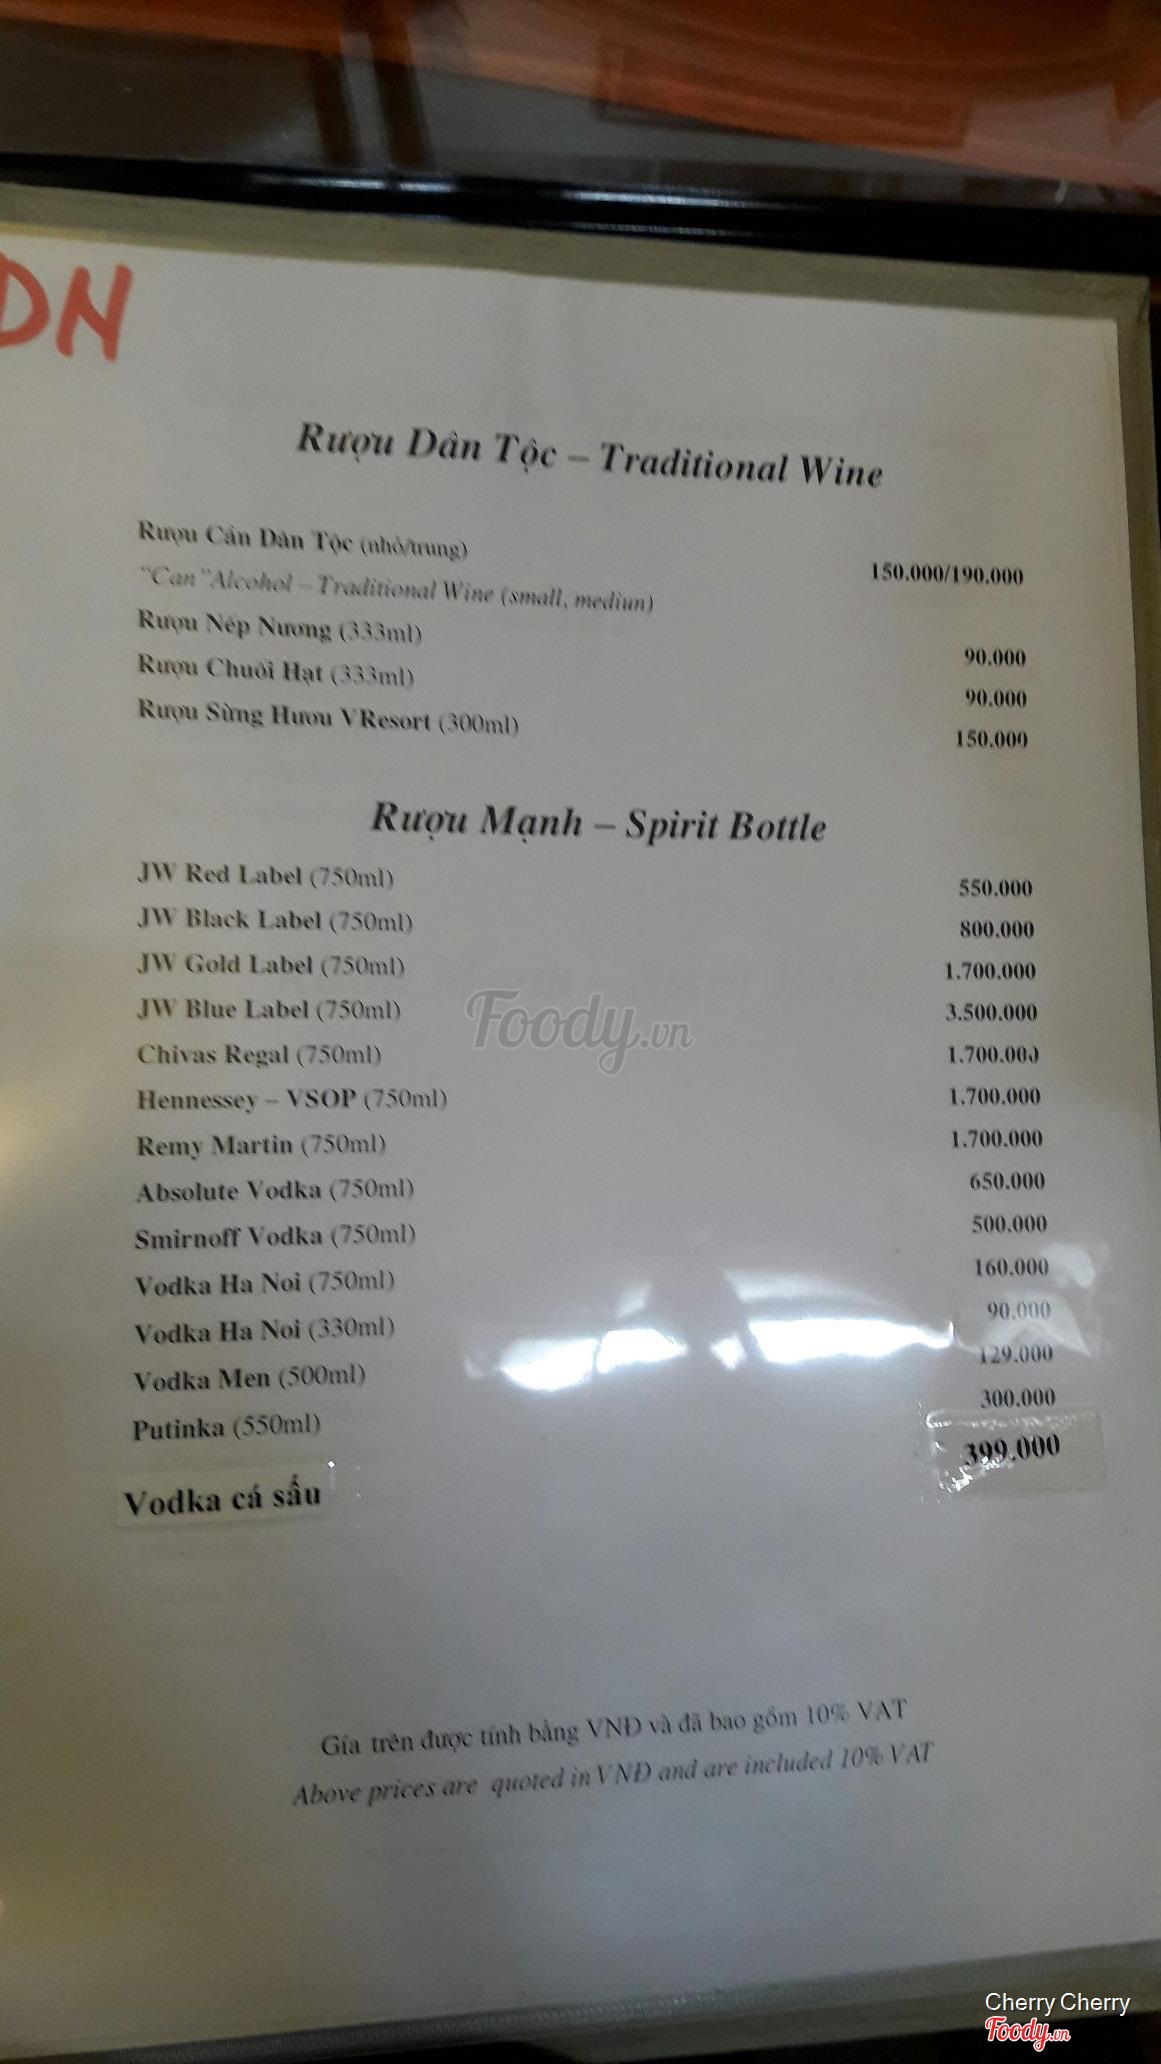 DN
Rượu Dân Tộc – Traditional Wine
Rượu Cần Dân Tộc (nhỏ/trung) 150.000/190.000
“Can”Alcohol – Traditional Wine (small, mediun)
Rượu Nếp Nương (333ml) 90.000
Rượu Chuối Hạt (333ml) 90.000
Rượu Sừng Hươu VResort (300ml) 150.000
Rượu Mạnh – Spirit Bottle
JW Red Label (750ml) 550.000
JW Black Label (750ml) 800.000
JW Gold Label (750ml) 1.700.000
JW Blue Label (750ml) 3.500.000
Chivas Regal (750ml) 1.700.000
Hennessey – VSOP (750ml) 1.700.000
Remy Martin (750ml) 1.700.000
Absolute Vodka (750ml) 650.000
Smirnoff Vodka (750ml) 500.000
Vodka Ha Noi (750ml) 160.000
Vodka Ha Noi (330ml) 90.000
Vodka Men (500ml) 129.000
Putinka (550ml) 300.000
Vodka cá sấu 399.000
Gía trên được tính bằng VNĐ và đã bao gồm 10% VAT
Above prices are quoted in VNĐ and are included 10% VAT
Foody.vn
Cherry Cherry
Foody.vn